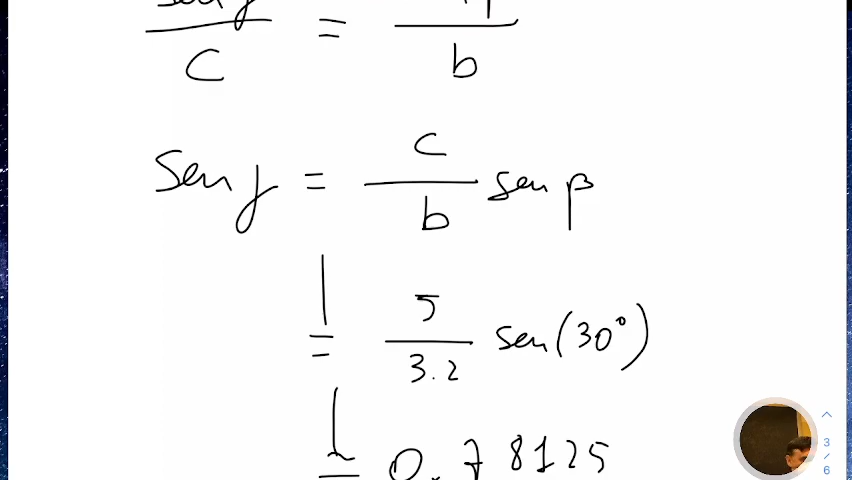 C = b
sen γ = c/b sen β
= 5/3.2 sen(30°)
≃ 0.78125
3
/
6